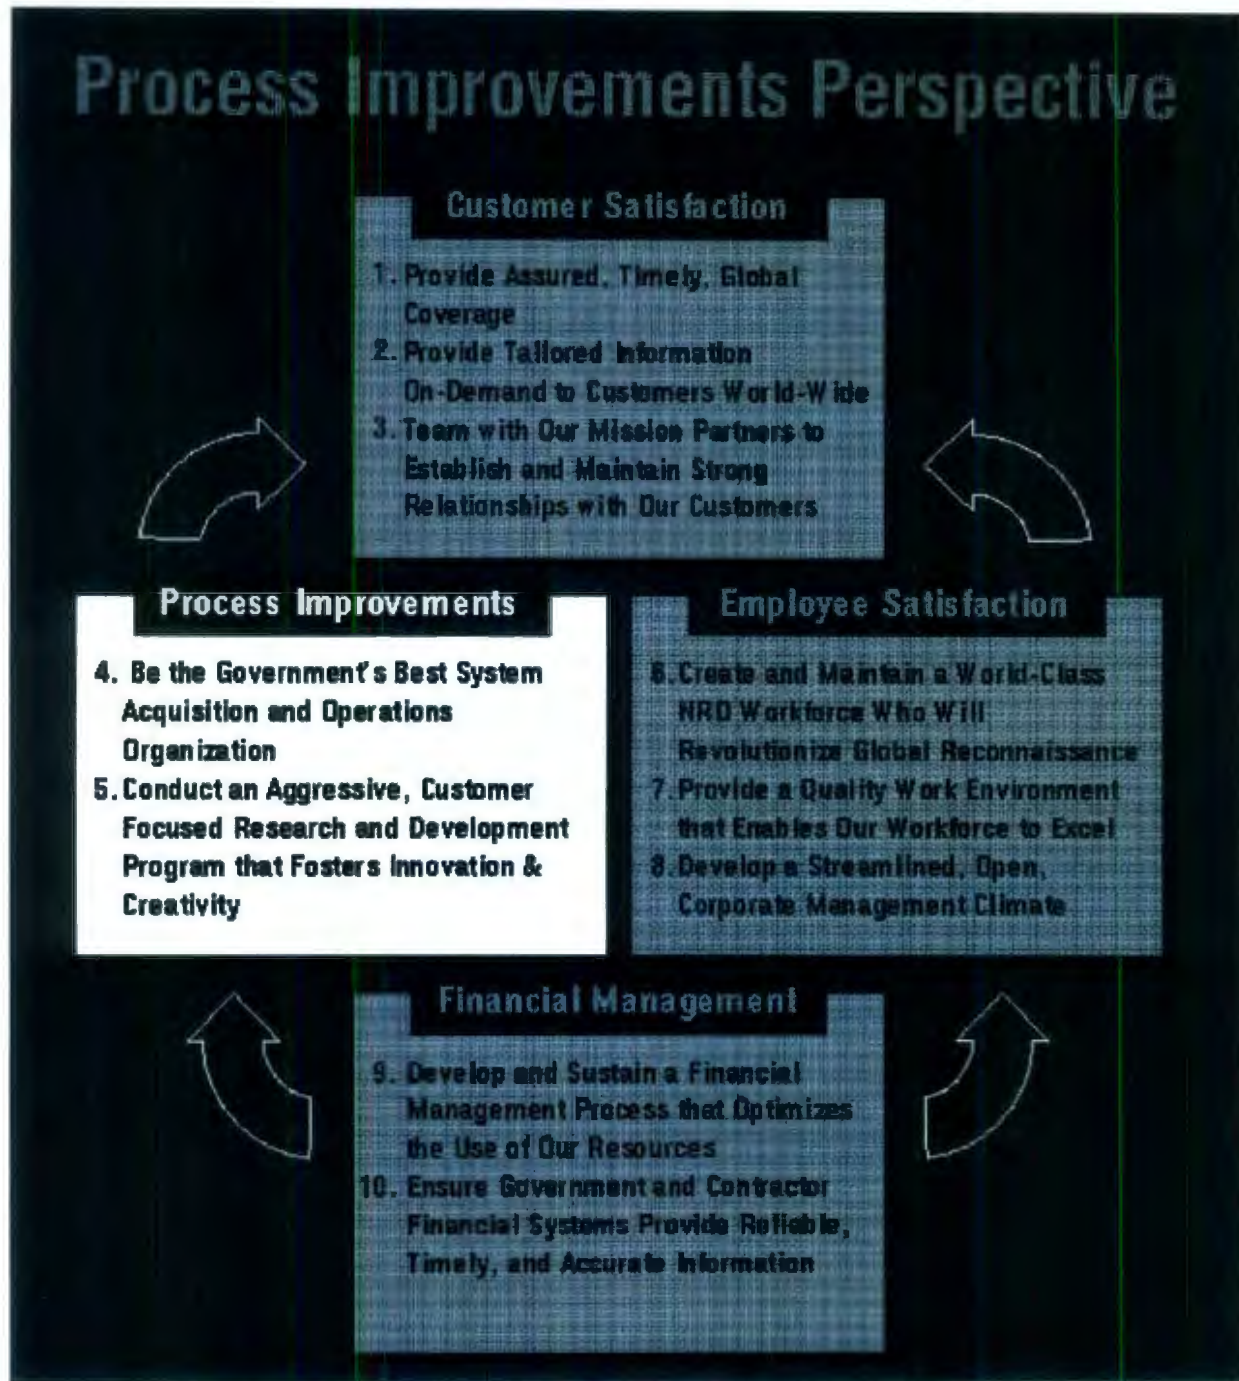 Process Improvements Perspective
Customer Satisfaction
1. Provide Assured, Timely, Global
Coverage
2. Provide Tailored Information
On-Demand to Customers World-Wide
3. Team with Our Mission Partners to
Establish and Maintain Strong
Relationships with Our Customers
Process Improvements
4. Be the Government's Best System
Acquisition and Operations
Organization
5. Conduct an Aggressive, Customer
Focused Research and Development
Program that Fosters Innovation &
Creativity
Employee Satisfaction
6. Create and Maintain a World-Class
NRO Workforce Who Will
Revolutionize Global Reconnaissance
7. Provide a Quality Work Environment
that Enables Our Workforce to Excel
8. Develop a Streamlined, Open,
Corporate Management Climate
Financial Management
9. Develop and Sustain a Financial
Management Process that Optimizes
the Use of Our Resources
10. Ensure Government and Contractor
Financial Systems Provide Reliable,
Timely, and Accurate Information